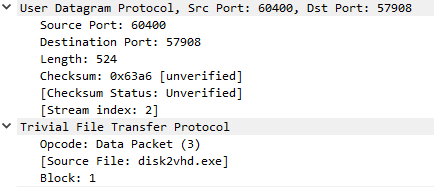 User Datagram Protocol, Src Port: 60400, Dst Port: 57908
Source Port: 60400
Destination Port: 57908
Length: 524
Checksum: 0x63a6 [unverified]
[Checksum Status: Unverified]
[Stream index: 2]
Trivial File Transfer Protocol
Opcode: Data Packet (3)
[Source File: disk2vhd.exe]
Block: 1